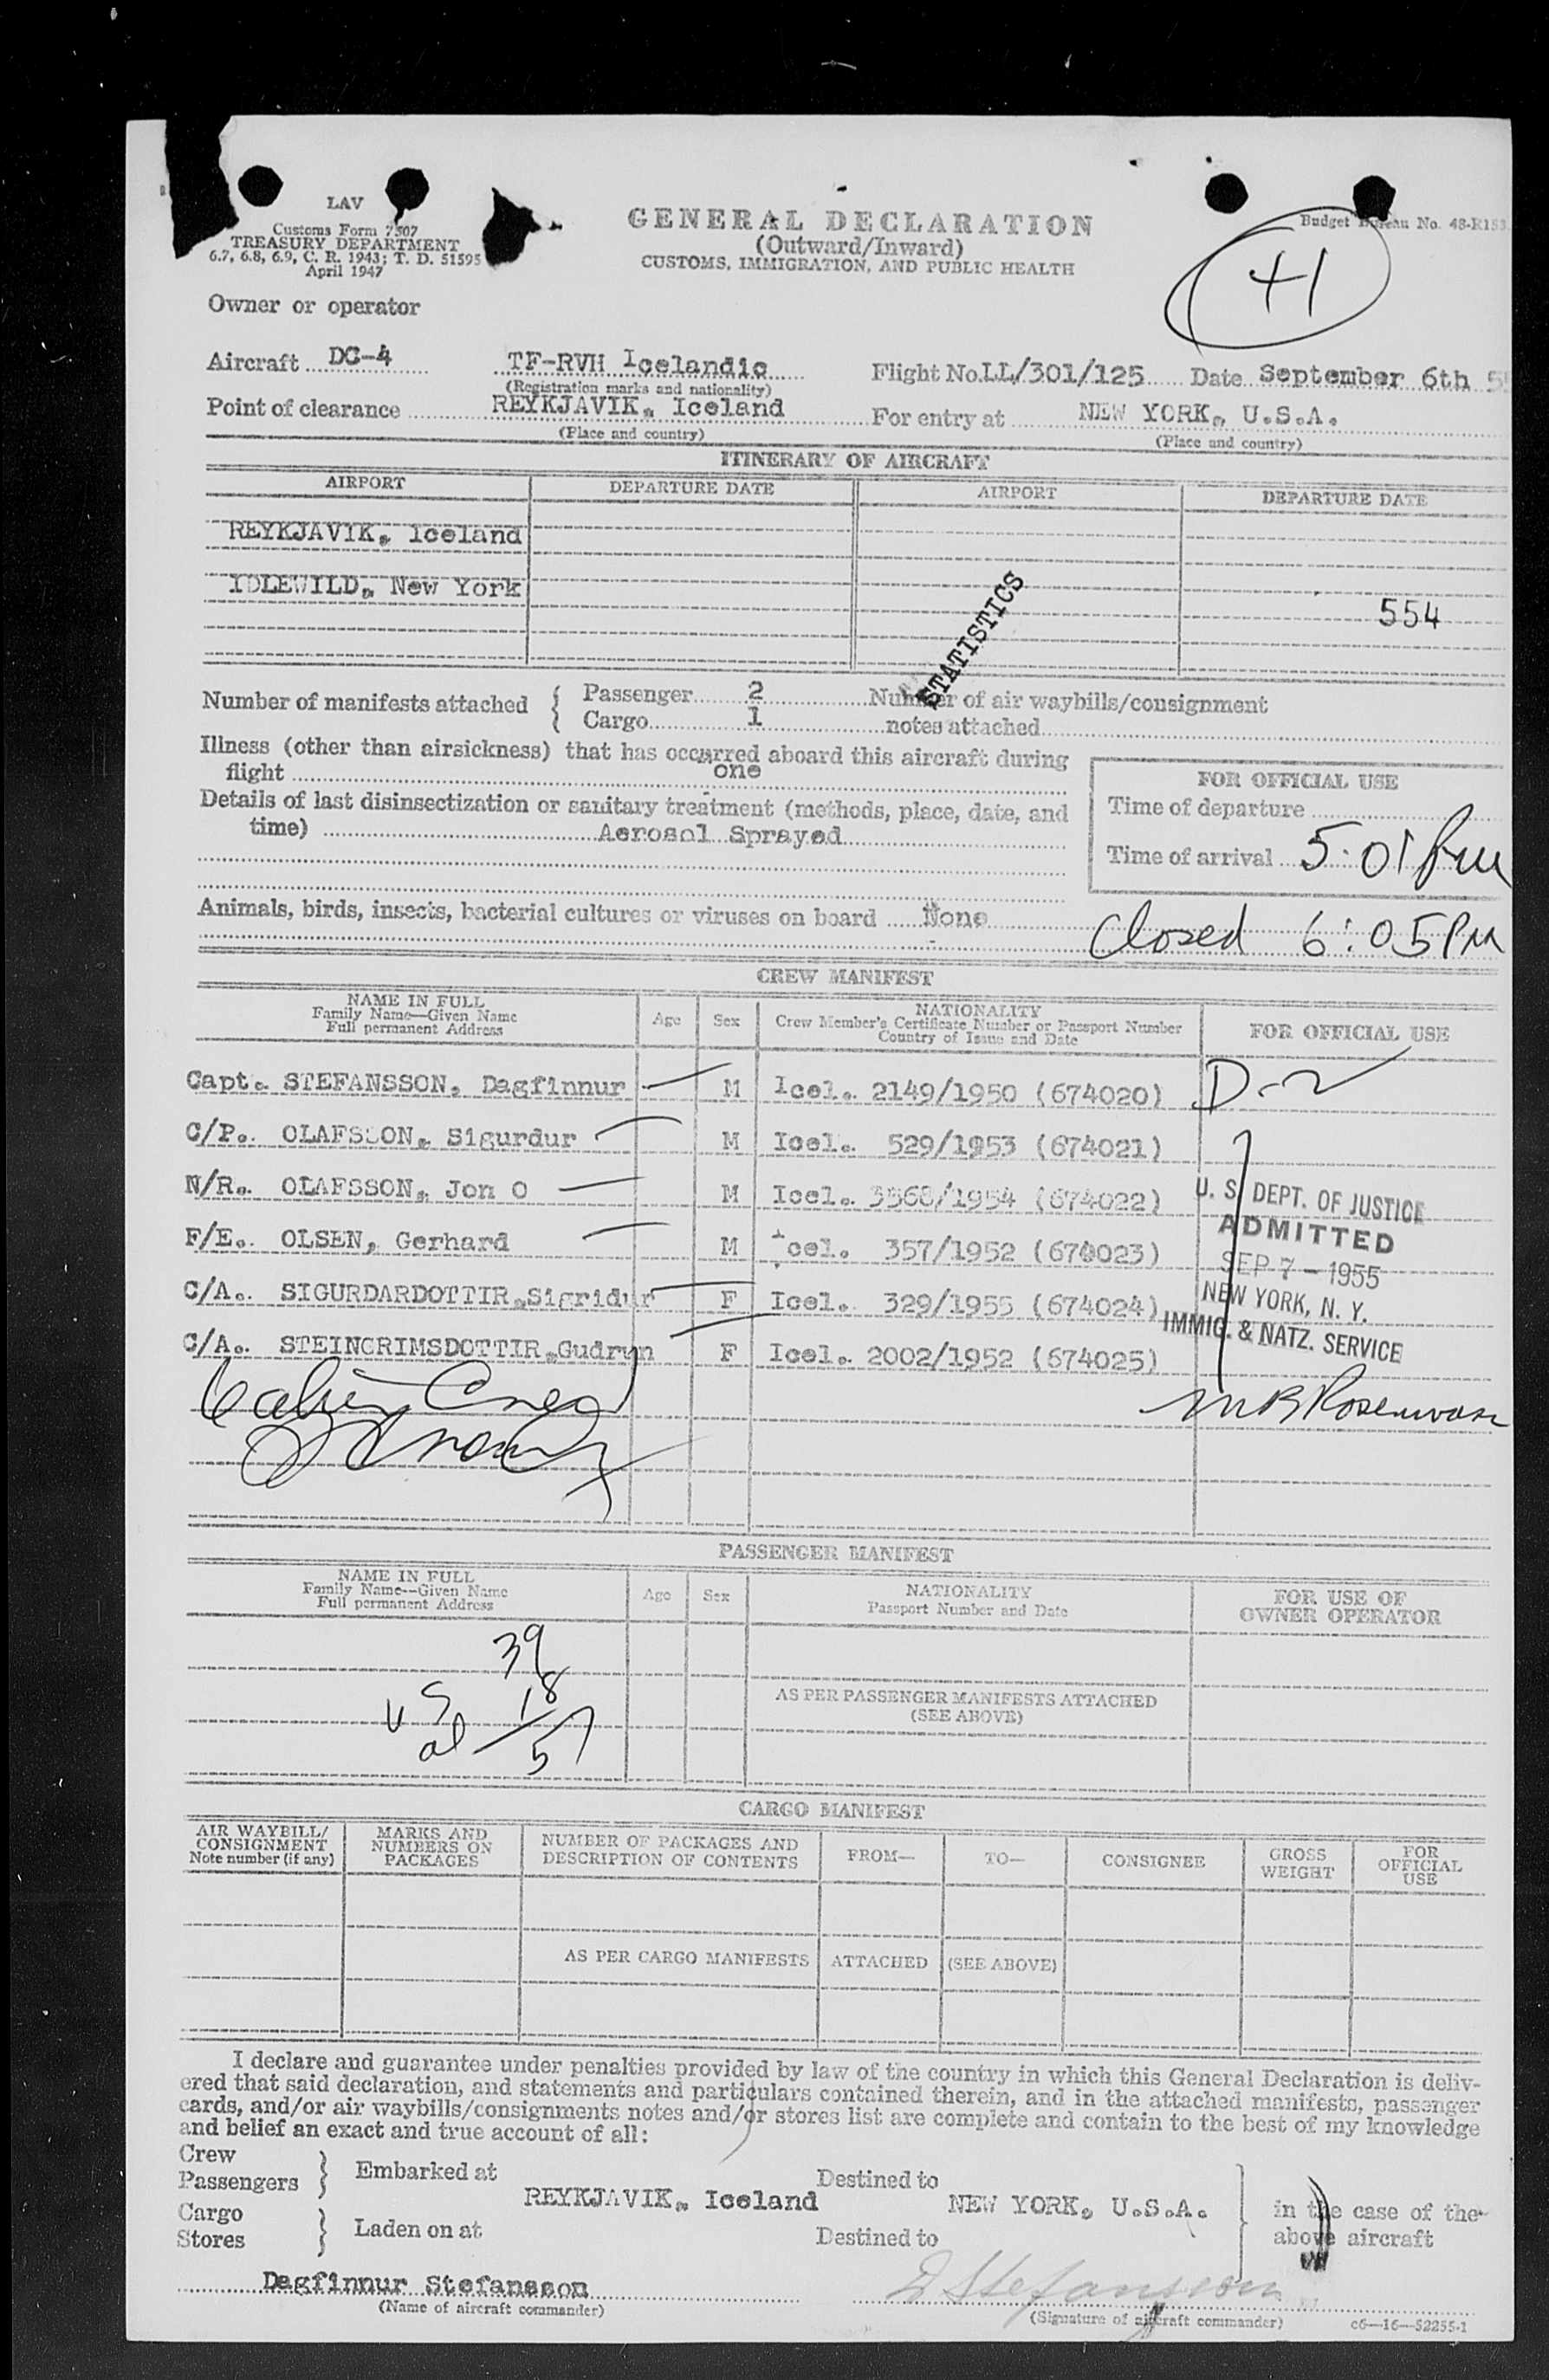 LAV
Customs Form 7507
TREASURY DEPARTMENT
6.7, 6.8, 6.9, C. R. 1943; T. D. 51595
April 1947
GENERAL DECLARATION
(Outward/Inward)
CUSTOMS, IMMIGRATION, AND PUBLIC HEALTH
Budget Bureau No. 48-R153
41
Owner or operator
Aircraft DC-4 TF-RVH Icelandic Flight No. LL/301/125 Date September 6th 55
(Registration marks and nationality)
Point of clearance REYKJAVIK, Iceland For entry at NEW YORK, U.S.A.
(Place and country) (Place and country)
ITINERARY OF AIRCRAFT
AIRPORT DEPARTURE DATE AIRPORT DEPARTURE DATE
REYKJAVIK, Iceland
IDLEWILD, New York
554
STATISTICS
Number of manifests attached { Passenger 2 Number of air waybills/consignment
Cargo 1 notes attached
Illness (other than airsickness) that has occurred aboard this aircraft during
flight one
Details of last disinsectization or sanitary treatment (methods, place, date, and
time) Aerosol Sprayed
FOR OFFICIAL USE
Time of departure
Time of arrival 5:01 Pm
Animals, birds, insects, bacterial cultures or viruses on board None
Closed 6:05 PM
CREW MANIFEST
NAME IN FULL
Family Name—Given Name
Full permanent Address
Age Sex
NATIONALITY
Crew Member's Certificate Number or Passport Number
Country of Issue and Date
FOR OFFICIAL USE
Capt. STEFANSSON, Dagfinnur M Icel. 2149/1950 (674020) D-2
C/P. OLAFSSON, Sigurdur M Icel. 529/1953 (674021)
N/R. OLAFSSON, Jon O M Icel. 3568/1954 (674022)
F/E. OLSEN, Gerhard M Icel. 357/1952 (674023)
C/A. SIGURDARDOTTIR,Sigridur F Icel. 329/1955 (674024)
C/A. STEINGRIMSDOTTIR,Gudrun F Icel. 2002/1952 (674025)
U. S. DEPT. OF JUSTICE
ADMITTED
SEP 7 - 1955
NEW YORK, N. Y.
IMMIG. & NATZ. SERVICE
PASSENGER MANIFEST
NAME IN FULL
Family Name—Given Name
Full permanent Address
Age Sex
NATIONALITY
Passport Number and Date
FOR USE OF
OWNER OPERATOR
39
US 18
al 57
AS PER PASSENGER MANIFESTS ATTACHED
(SEE ABOVE)
CARGO MANIFEST
AIR WAYBILL/
CONSIGNMENT
Note number (if any)
MARKS AND
NUMBERS ON
PACKAGES
NUMBER OF PACKAGES AND
DESCRIPTION OF CONTENTS
FROM— TO— CONSIGNEE
GROSS
WEIGHT
FOR
OFFICIAL
USE
AS PER CARGO MANIFESTS ATTACHED (SEE ABOVE)
I declare and guarantee under penalties provided by law of the country in which this General Declaration is deliv-
ered that said declaration, and statements and particulars contained therein, and in the attached manifests, passenger
cards, and/or air waybills/consignments notes and/or stores list are complete and contain to the best of my knowledge
and belief an exact and true account of all:
Crew
Passengers } Embarked at Destined to
REYKJAVIK, Iceland NEW YORK, U.S.A. in the case of the
Cargo
Stores } Laden on at Destined to above aircraft
Dagfinnur Stefansson D Stefansson
(Name of aircraft commander) (Signature of aircraft commander) c6—16—52255-1